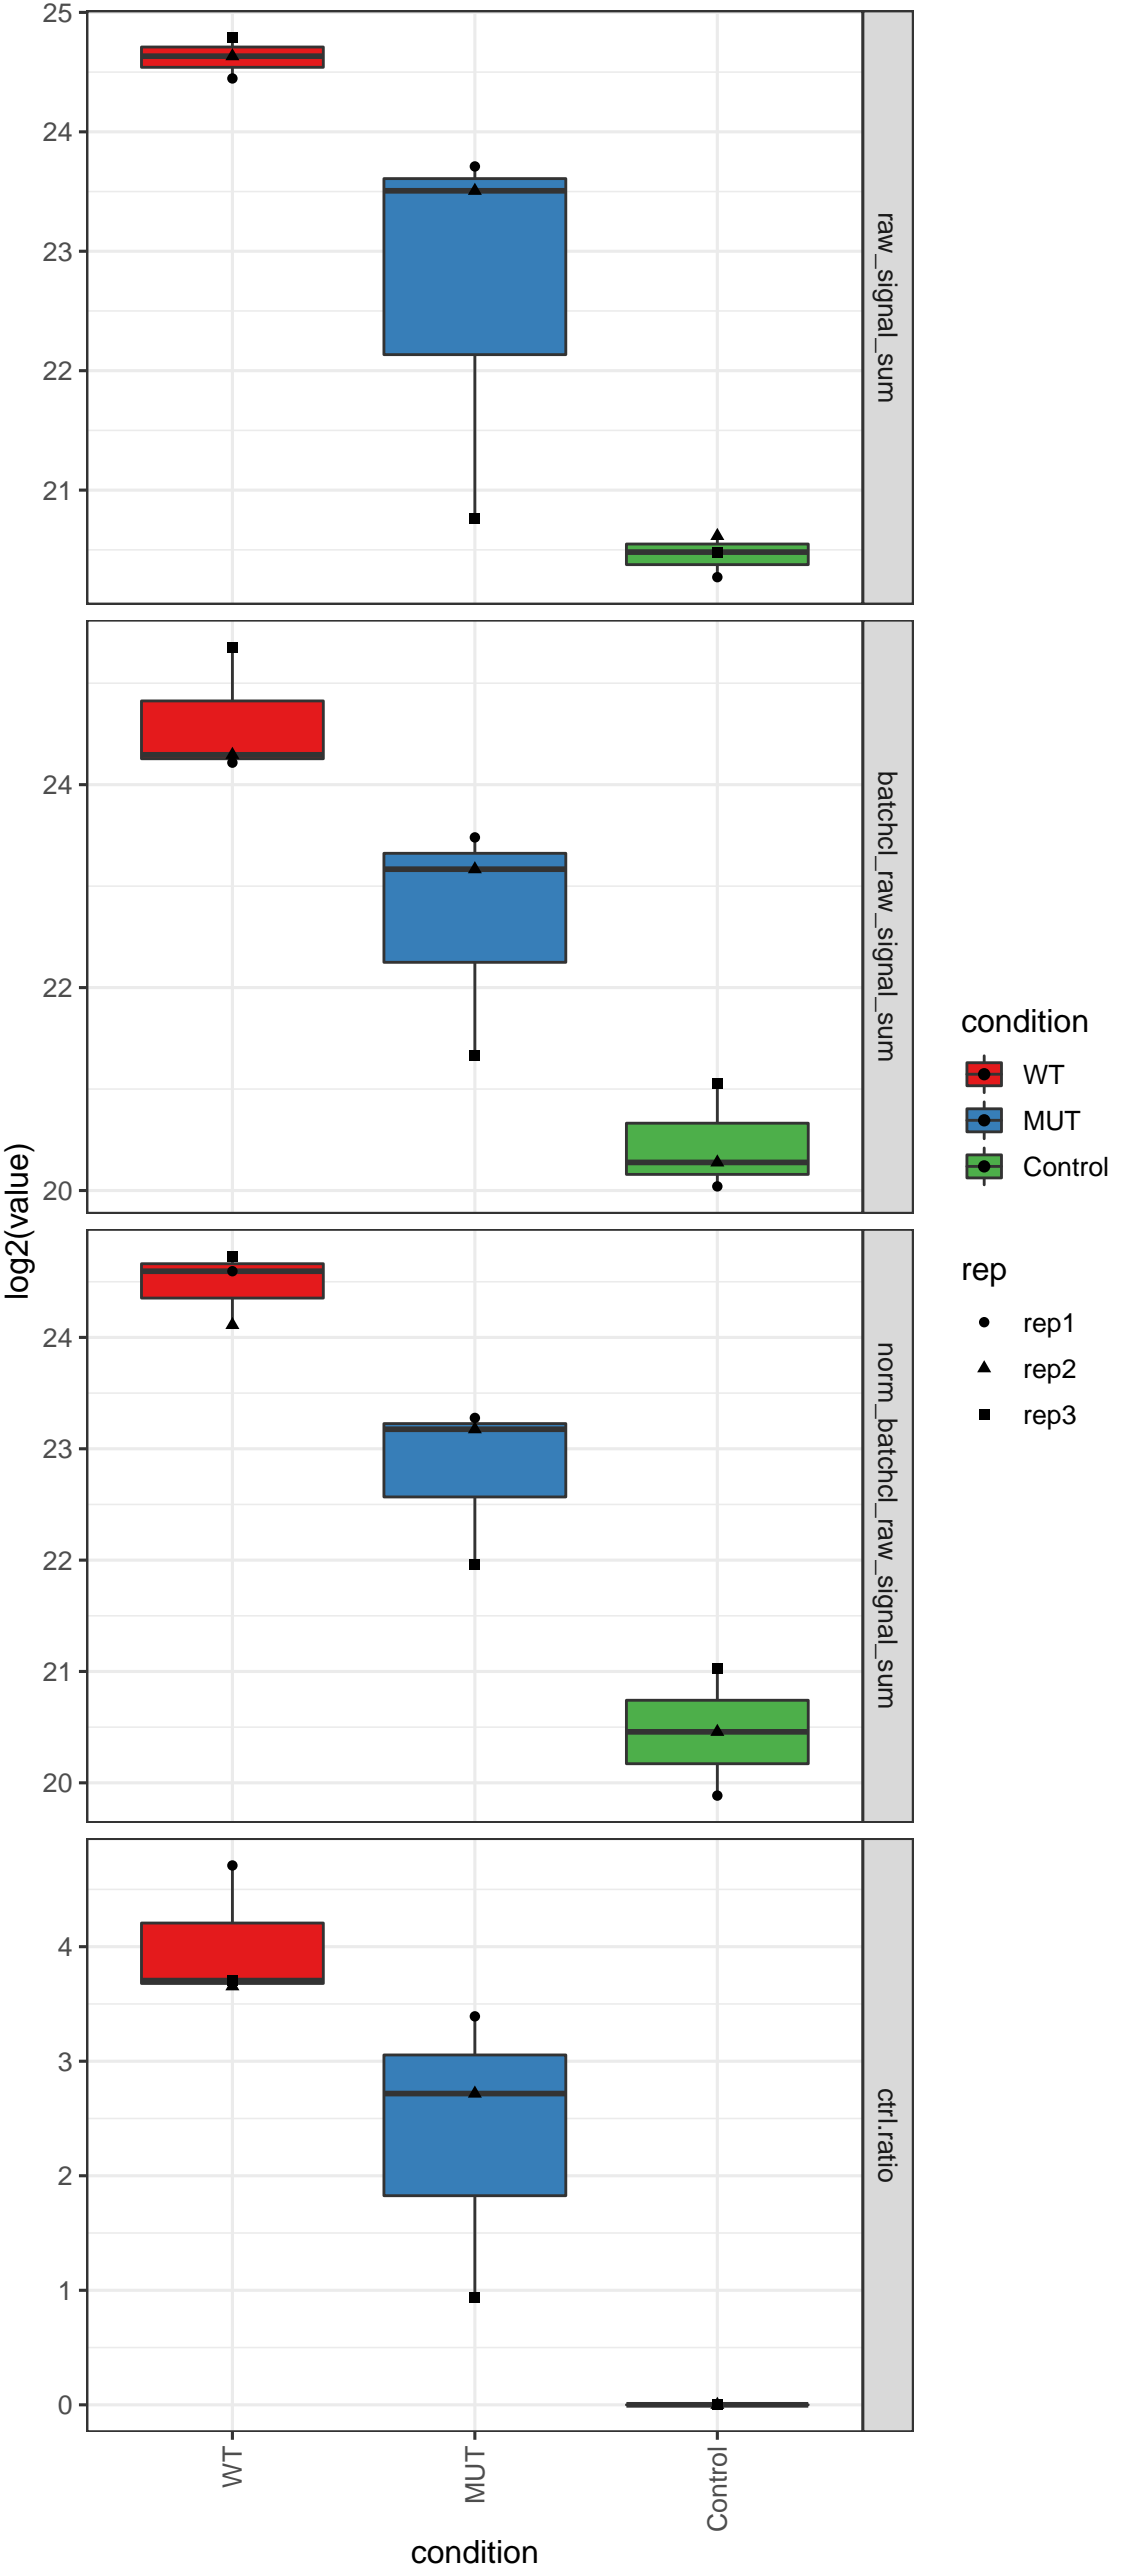 25
24
23
22
21
raw_signal_sum
24
22
20
batchcl_raw_signal_sum
24
23
22
21
20
norm_batchcl_raw_signal_sum
4
3
2
1
0
ctrl.ratio
log2(value)
WT
MUT
Control
condition
condition
WT
MUT
Control
rep
rep1
rep2
rep3